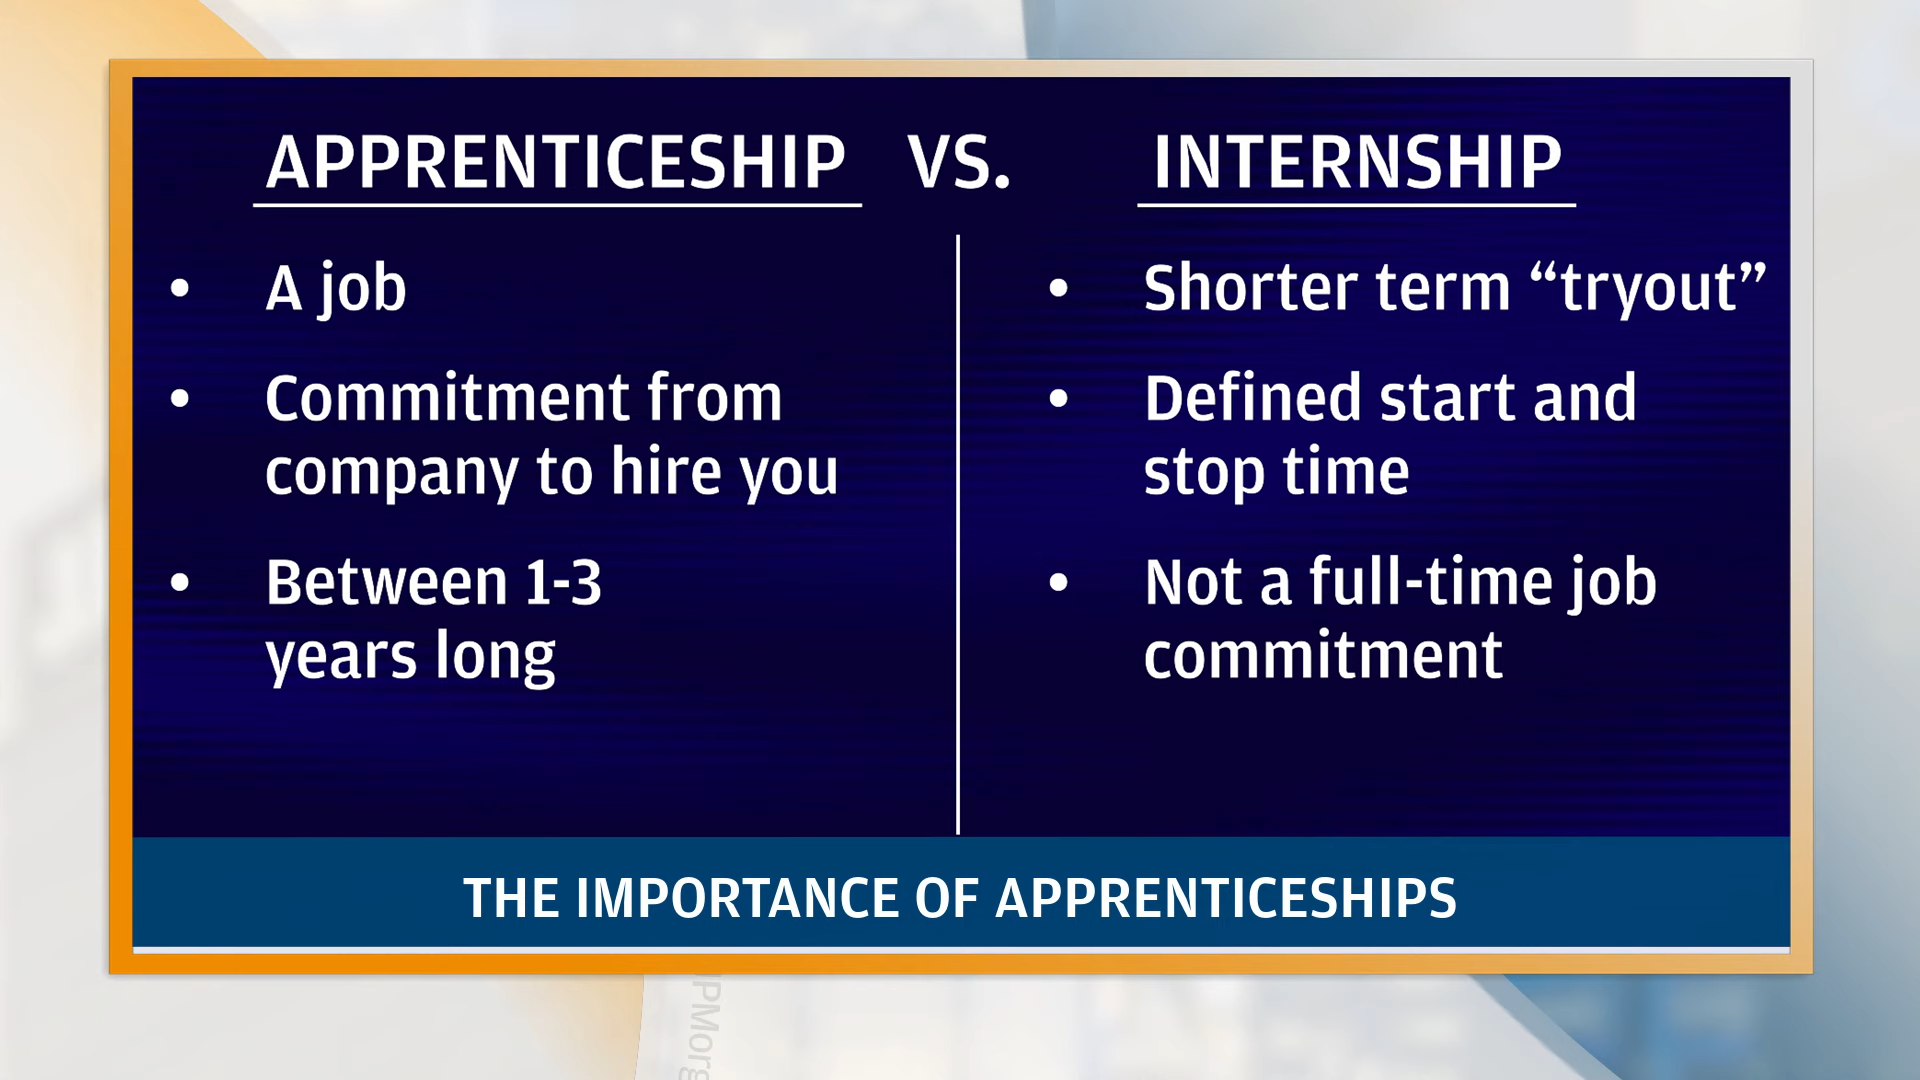 APPRENTICESHIP VS. INTERNSHIP
• A job
• Commitment from
company to hire you
• Between 1-3
years long
• Shorter term “tryout”
• Defined start and
stop time
• Not a full-time job
commitment
THE IMPORTANCE OF APPRENTICESHIPS